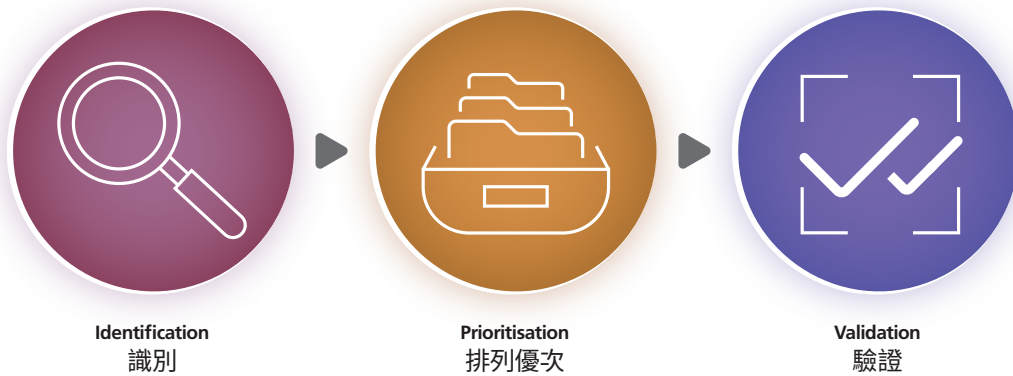 Identification
識別
Prioritisation
排列優次
Validation
驗證